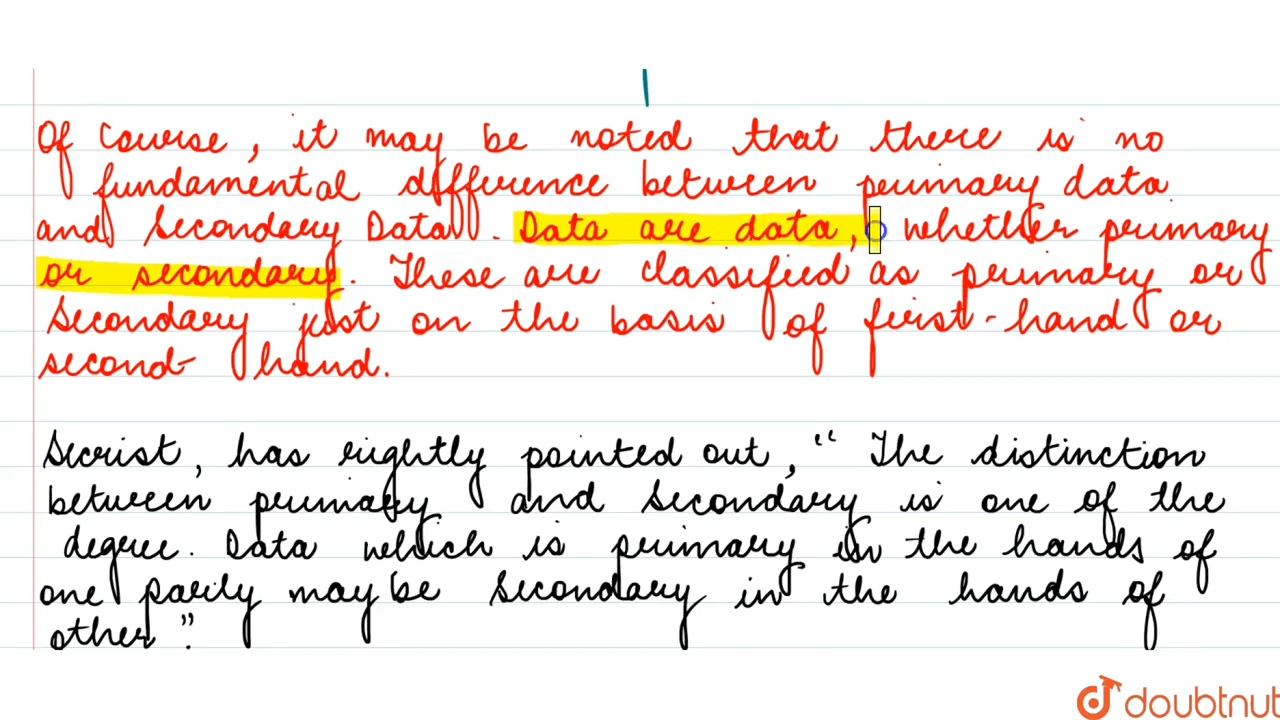 Of course, it may be noted that there is no
fundamental difference between primary data
and Secondary Data. Data are data, whether primary
or secondary. These are classified as primary or
Secondary just on the basis of first-hand or
second-hand.
Secrist, has rightly pointed out, "The distinction
between primary and secondary is one of the
degree. Data which is primary in the hands of
one party may be secondary in the hands of
other"
doubtnut